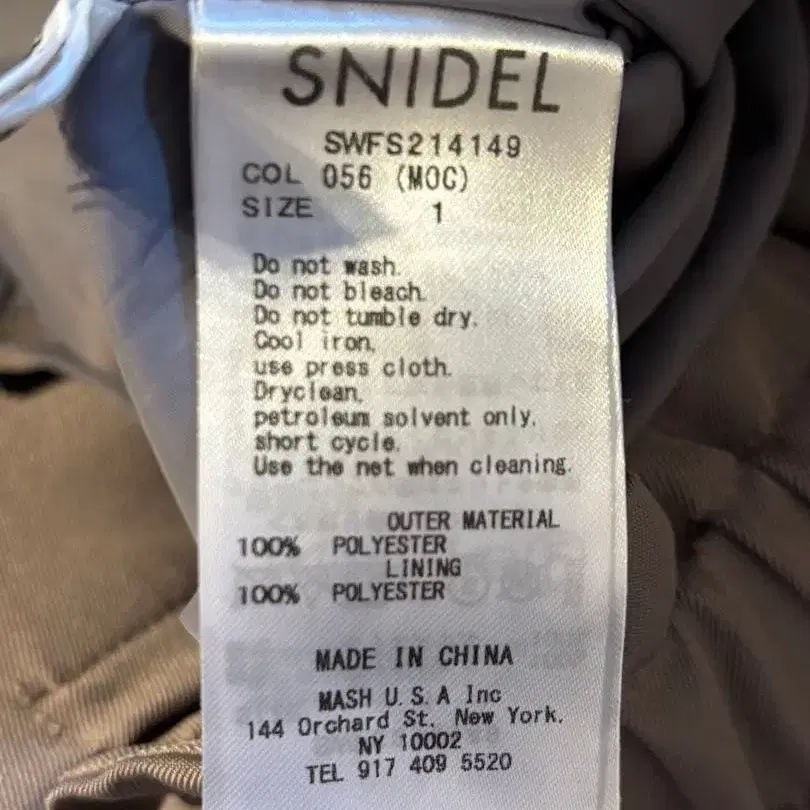 SNIDEL
SWFS214149
COL 056 (MOC)
SIZE 1
Do not wash.
Do not bleach.
Do not tumble dry.
Cool iron,
use press cloth.
Dryclean,
petroleum solvent only,
short cycle.
Use the net when cleaning.
OUTER MATERIAL
100% POLYESTER
LINING
100% POLYESTER
MADE IN CHINA
MASH U.S.A Inc
144 Orchard St. New York.
NY 10002
TEL 917 409 5520